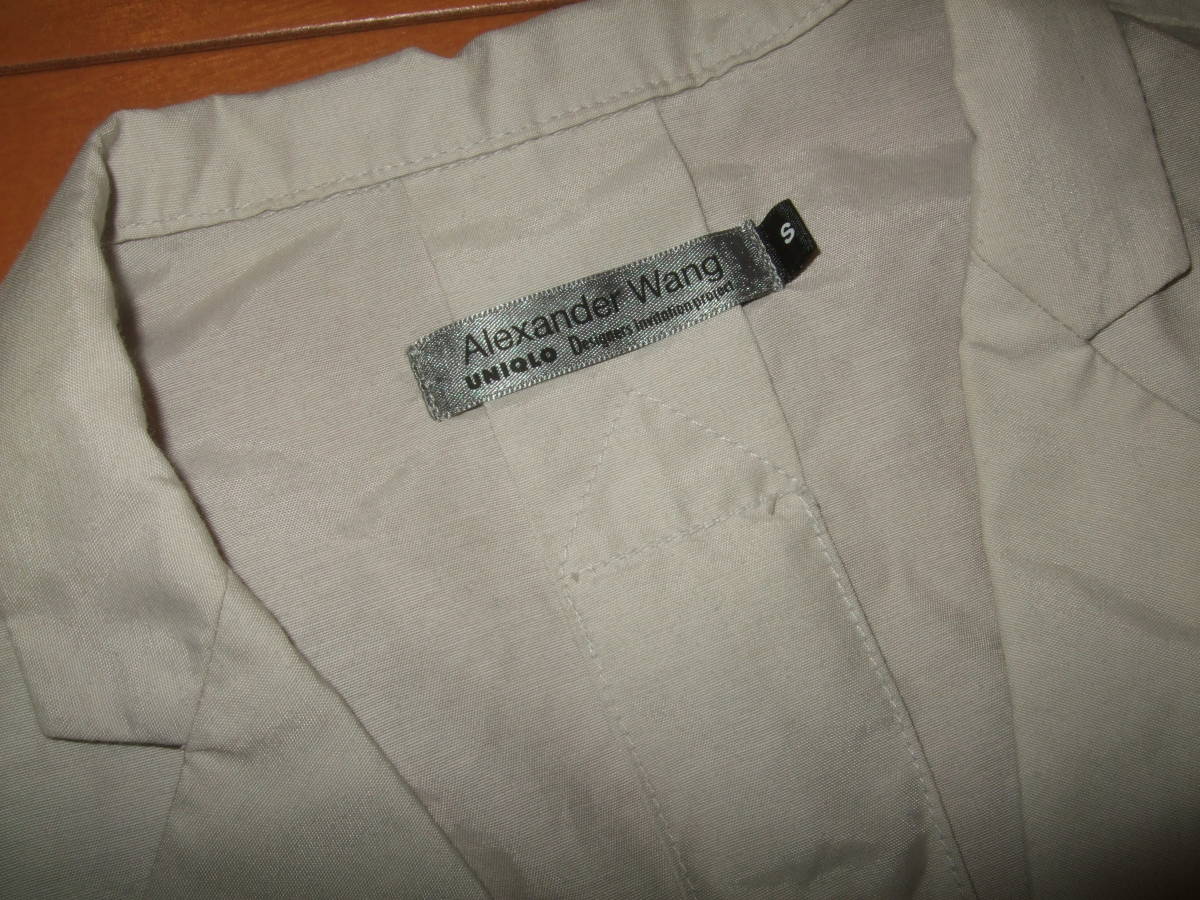 Alexander Wang
UNIQLO Designers Invitation project
S